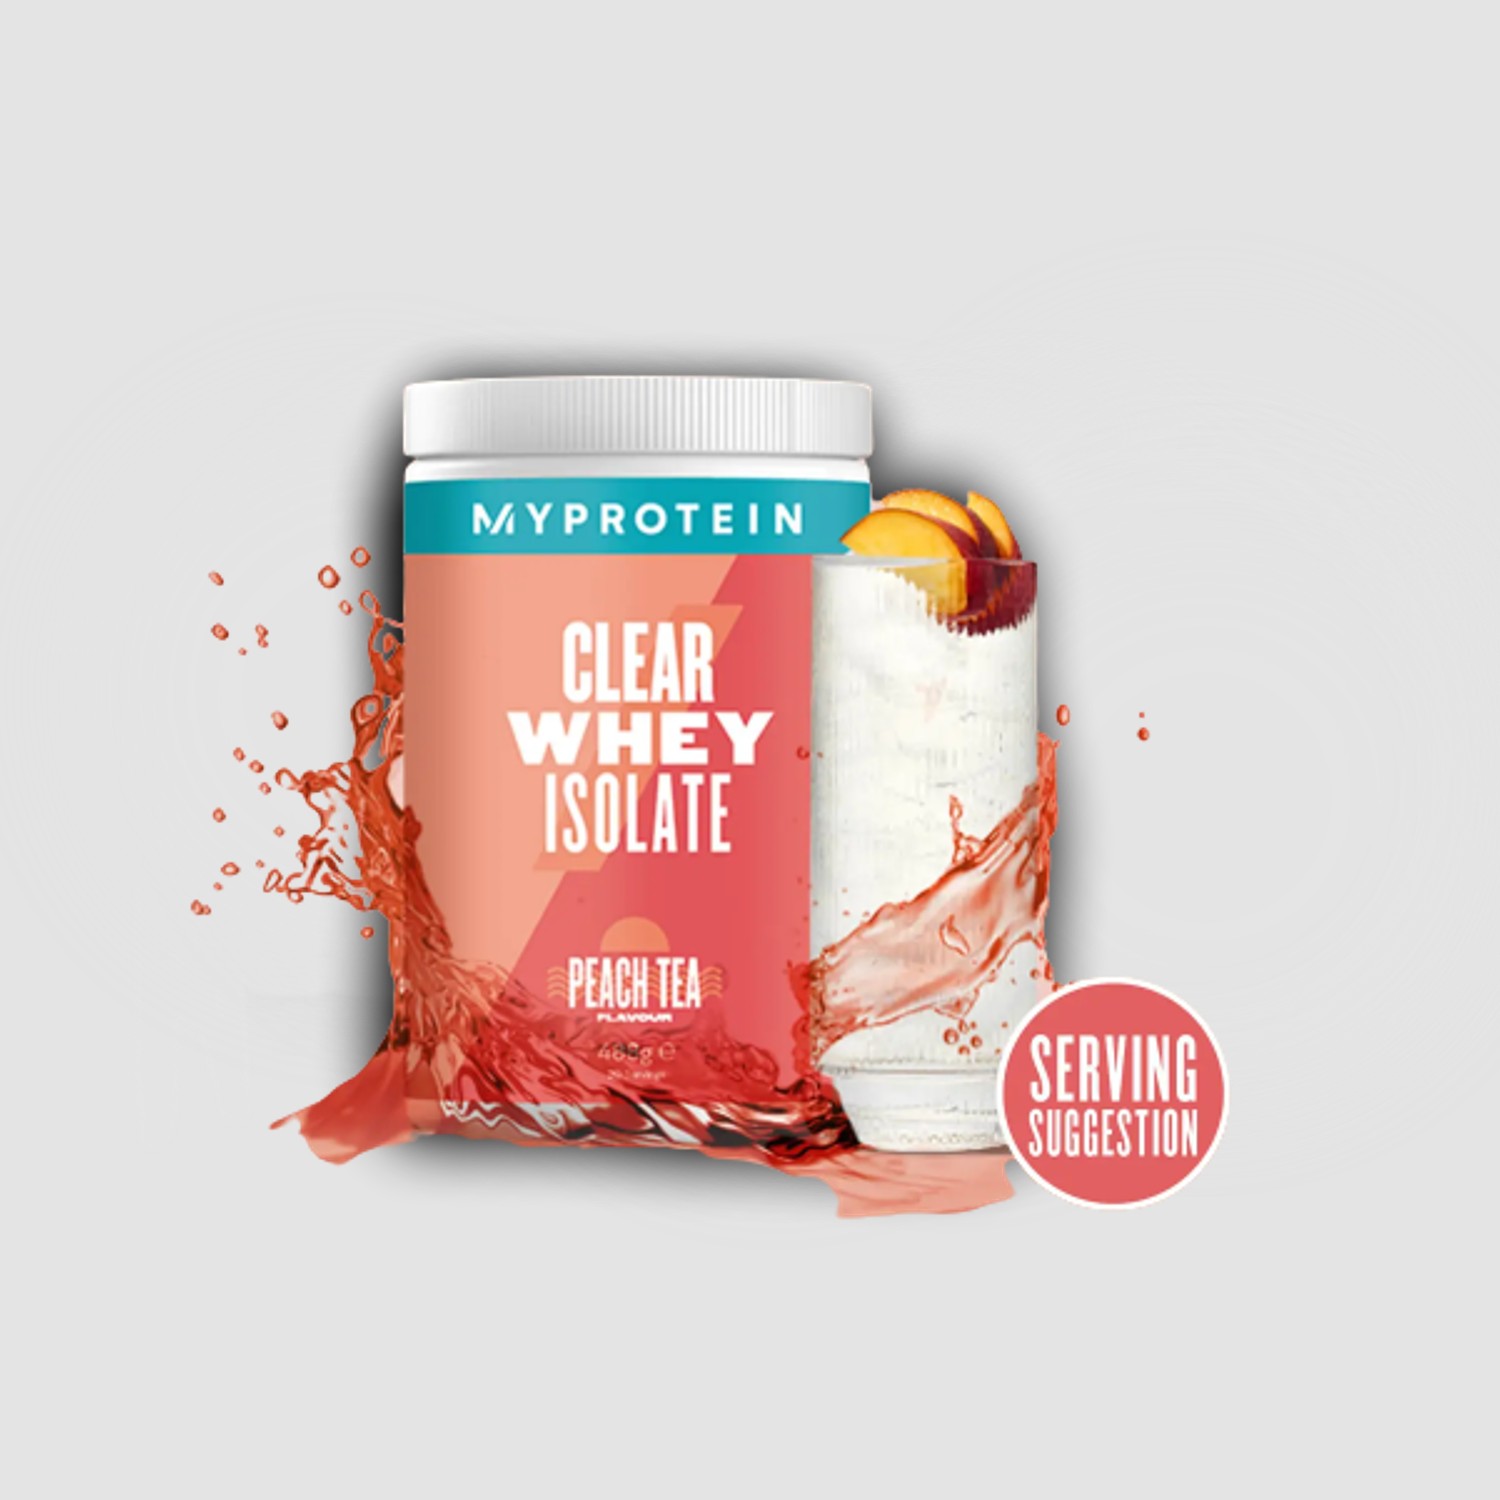 MYPROTEIN
CLEAR
WHEY
ISOLATE
PEACH TEA
FLAVOUR
SERVING
SUGGESTION